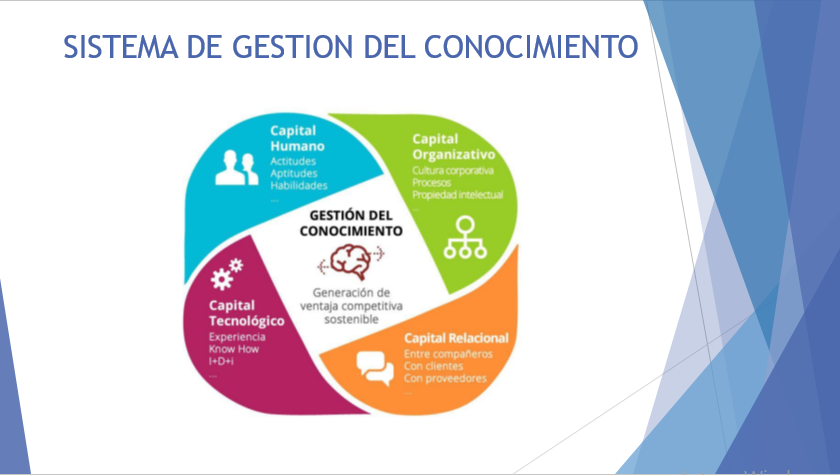 SISTEMA DE GESTION DEL CONOCIMIENTO
Capital
Humano
Actitudes
Aptitudes
Habilidades
...
Capital
Organizativo
Cultura corporativa
Procesos
Propiedad intelectual
...
GESTIÓN DEL
CONOCIMIENTO
Generación de
ventaja competitiva
sostenible
Capital
Tecnológico
Experiencia
Know How
I+D+i
...
Capital Relacional
Entre compañeros
Con clientes
Con proveedores
...